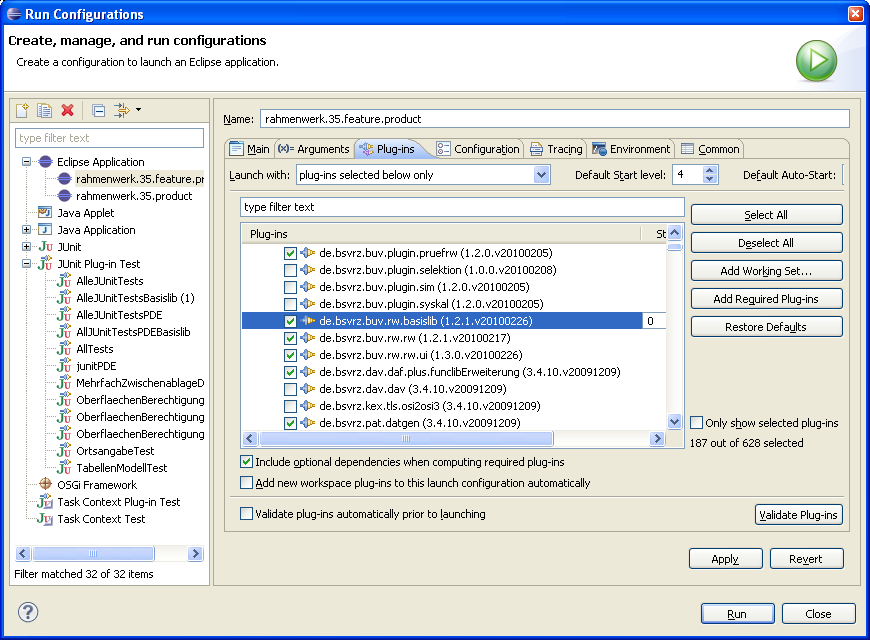 Run Configurations
Create, manage, and run configurations
Create a configuration to launch an Eclipse application.
type filter text
Eclipse Application
rahmenwerk.35.feature.pr
rahmenwerk.35.product
Java Applet
Java Application
JUnit
JUnit Plug-in Test
AlleJUnitTests
AlleJUnitTestsBasislib (1)
AlleJUnitTestsPDE
AllJUnitTestsPDEBasislib
AllTests
junitPDE
MehrfachZwischenablageD
OberflaechenBerechtigung
OberflaechenBerechtigung
OberflaechenBerechtigung
OrtsangabeTest
TabellenModellTest
OSGi Framework
Task Context Plug-in Test
Task Context Test
Filter matched 32 of 32 items
Name: rahmenwerk.35.feature.product
Main (x)= Arguments Plug-ins Configuration Tracing Environment Common
Launch with: plug-ins selected below only Default Start level: 4 Default Auto-Start:
type filter text
Plug-ins St
de.bsvrz.buv.plugin.pruefrw (1.2.0.v20100205)
de.bsvrz.buv.plugin.selektion (1.0.0.v20100208)
de.bsvrz.buv.plugin.sim (1.2.0.v20100205)
de.bsvrz.buv.plugin.syskal (1.2.0.v20100205)
de.bsvrz.buv.rw.basislib (1.2.1.v20100226) 0
de.bsvrz.buv.rw.rw (1.2.1.v20100217)
de.bsvrz.buv.rw.rw.ui (1.3.0.v20100226)
de.bsvrz.dav.daf.plus.funclibErweiterung (3.4.10.v20091209)
de.bsvrz.dav.dav (3.4.10.v20091209)
de.bsvrz.kex.tls.osi2osi3 (3.4.10.v20091209)
de.bsvrz.pat.datgen (3.4.10.v20091209)
Select All
Deselect All
Add Working Set...
Add Required Plug-ins
Restore Defaults
Only show selected plug-ins
187 out of 628 selected
Include optional dependencies when computing required plug-ins
Add new workspace plug-ins to this launch configuration automatically
Validate plug-ins automatically prior to launching
Validate Plug-ins
Apply Revert
Run Close